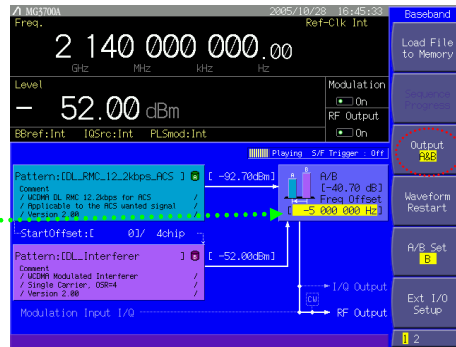 MG3700A 2005/10/28 16:45:33
Baseband
Freq. Ref-Clk Int
2 140 000 000.00
GHz MHz kHz Hz
Load File
to Memory
Level
- 52.00 dBm
Modulation
On
RF Output
On
BBref:Int IQSrc:Int PLSmod:Int
Sequence
Progress
Playing S/F Trigger : Off
Output
A&B
Pattern:[DL_RMC_12_2kbps_ACS ]
[ -92.70dBm]
A B
A/B
[-40.70 dB]
Freq Offset
[ -5 000 000 Hz]
Comment
/ WCDMA DL RMC 12.2kbps for ACS /
/ Applicable to the ACS wanted signal /
/ Version 2.00 /
Waveform
Restart
StartOffset:[ 0]/ 4chip
Pattern:[DL_Interferer ]
[ -52.00dBm]
Comment
/ WCDMA Modulated Interferer /
/ Single Carrier, OSR=4 /
/ Version 2.00 /
A/B Set
B
I/Q Output
CW
Modulation Input I/Q
RF Output
Ext I/O
Setup
1 2